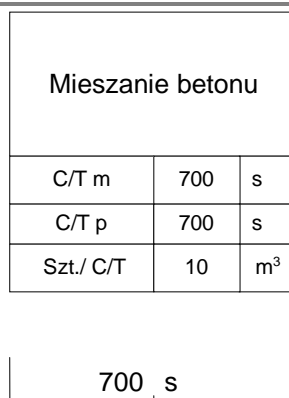 Mieszanie betonu
C/T m 700 s
C/T p 700 s
Szt./ C/T 10 m³
700 s